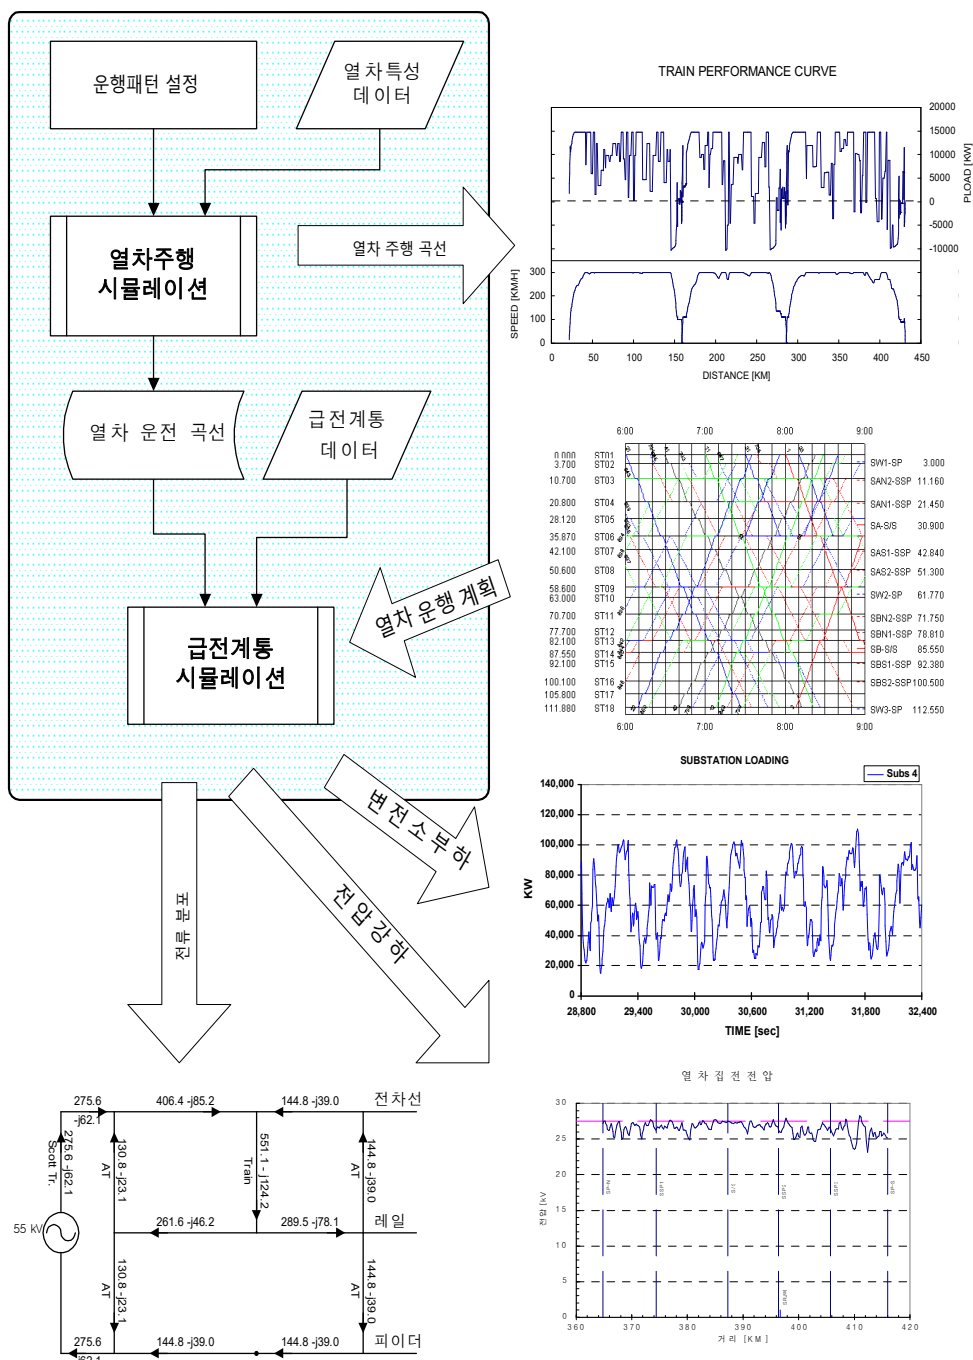 운행패턴 설정
열차특성
데이터
열차주행
시뮬레이션
열차 주행 곡선
열차 운전 곡선
급전계통
데이터
열차 운행 계획
급전계통
시뮬레이션
변전소부하
전압강하
전류 분포
TRAIN PERFORMANCE CURVE
20000
15000
10000
5000
0
-5000
-10000
PLOAD [KW]
300
200
100
0
SPEED [KM/H]
0 50 100 150 200 250 300 350 400 450
DISTANCE [KM]
6:00 7:00 8:00 9:00
0.000 ST01
3.700 ST02
10.700 ST03
20.800 ST04
28.120 ST05
35.870 ST06
42.100 ST07
50.600 ST08
58.600 ST09
63.000 ST10
70.700 ST11
77.700 ST12
82.100 ST13
87.550 ST14
92.100 ST15
100.100 ST16
105.800 ST17
111.880 ST18
SW1-SP 3.000
SAN2-SSP 11.160
SAN1-SSP 21.450
SA-S/S 30.900
SAS1-SSP 42.840
SAS2-SSP 51.300
SW2-SP 61.770
SBN2-SSP 71.750
SBN1-SSP 78.810
SB-S/S 85.550
SBS1-SSP 92.380
SBS2-SSP 100.500
SW3-SP 112.550
6:00 7:00 8:00 9:00
SUBSTATION LOADING
Subs 4
140,000
120,000
100,000
80,000
60,000
40,000
20,000
0
KW
28,800 29,400 30,000 30,600 31,200 31,800 32,400
TIME [sec]
275.6
-j62.1
406.4 -j85.2
144.8 -j39.0
전차선
Scott Tr.
275.6 -j62.1
130.8 -j23.1
AT
551.1 - j124.2
Train
144.8 -j39.0
AT
55 kV
261.6 -j46.2
289.5 -j78.1
레일
130.8 -j23.1
AT
144.8 -j39.0
AT
275.6
-j62.1
144.8 -j39.0
144.8 -j39.0
피이더
열차집전전압
30
25
20
15
10
5
0
전압 [kV
SP-N
SSP1
SP-S
360 370 380 390 400 410 420
거리 [KM]